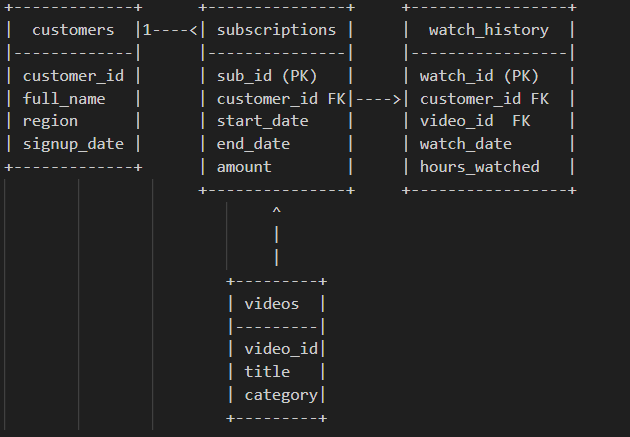 +-------------+      +---------------+     +-----------------+
|  customers  |1----<| subscriptions |     |  watch_history  |
|-------------|      |---------------|     |-----------------|
| customer_id |      | sub_id (PK)   |     | watch_id (PK)   |
| full_name   |      | customer_id FK|---->| customer_id FK  |
| region      |      | start_date    |     | video_id  FK    |
| signup_date |      | end_date      |     | watch_date      |
+-------------+      | amount        |     | hours_watched   |
                     +---------------+     +-----------------+
                            ^
                            |
                            |
                        +---------+
                        | videos  |
                        |---------|
                        | video_id|
                        | title   |
                        | category|
                        +---------+